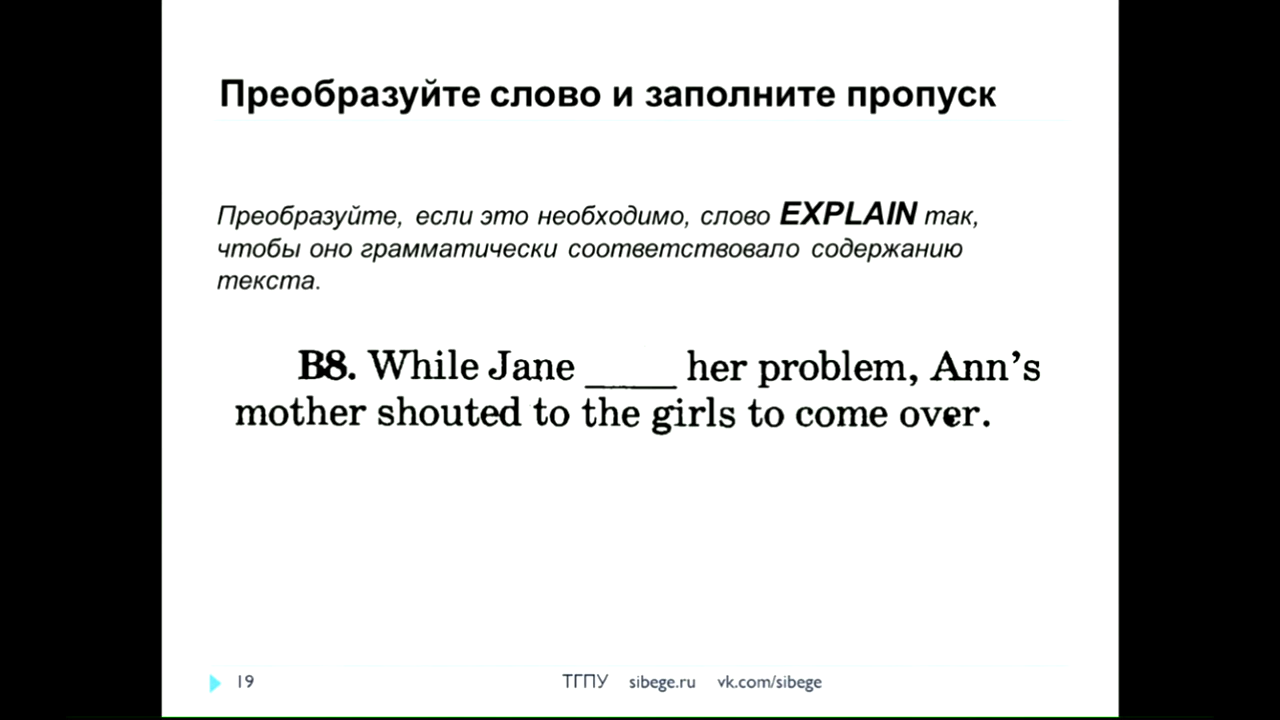 Преобразуйте слово и заполните пропуск
Преобразуйте, если это необходимо, слово EXPLAIN так,
чтобы оно грамматически соответствовало содержанию
текста.
B8. While Jane ____ her problem, Ann's
mother shouted to the girls to come over.
19 ТГПУ sibege.ru vk.com/sibege